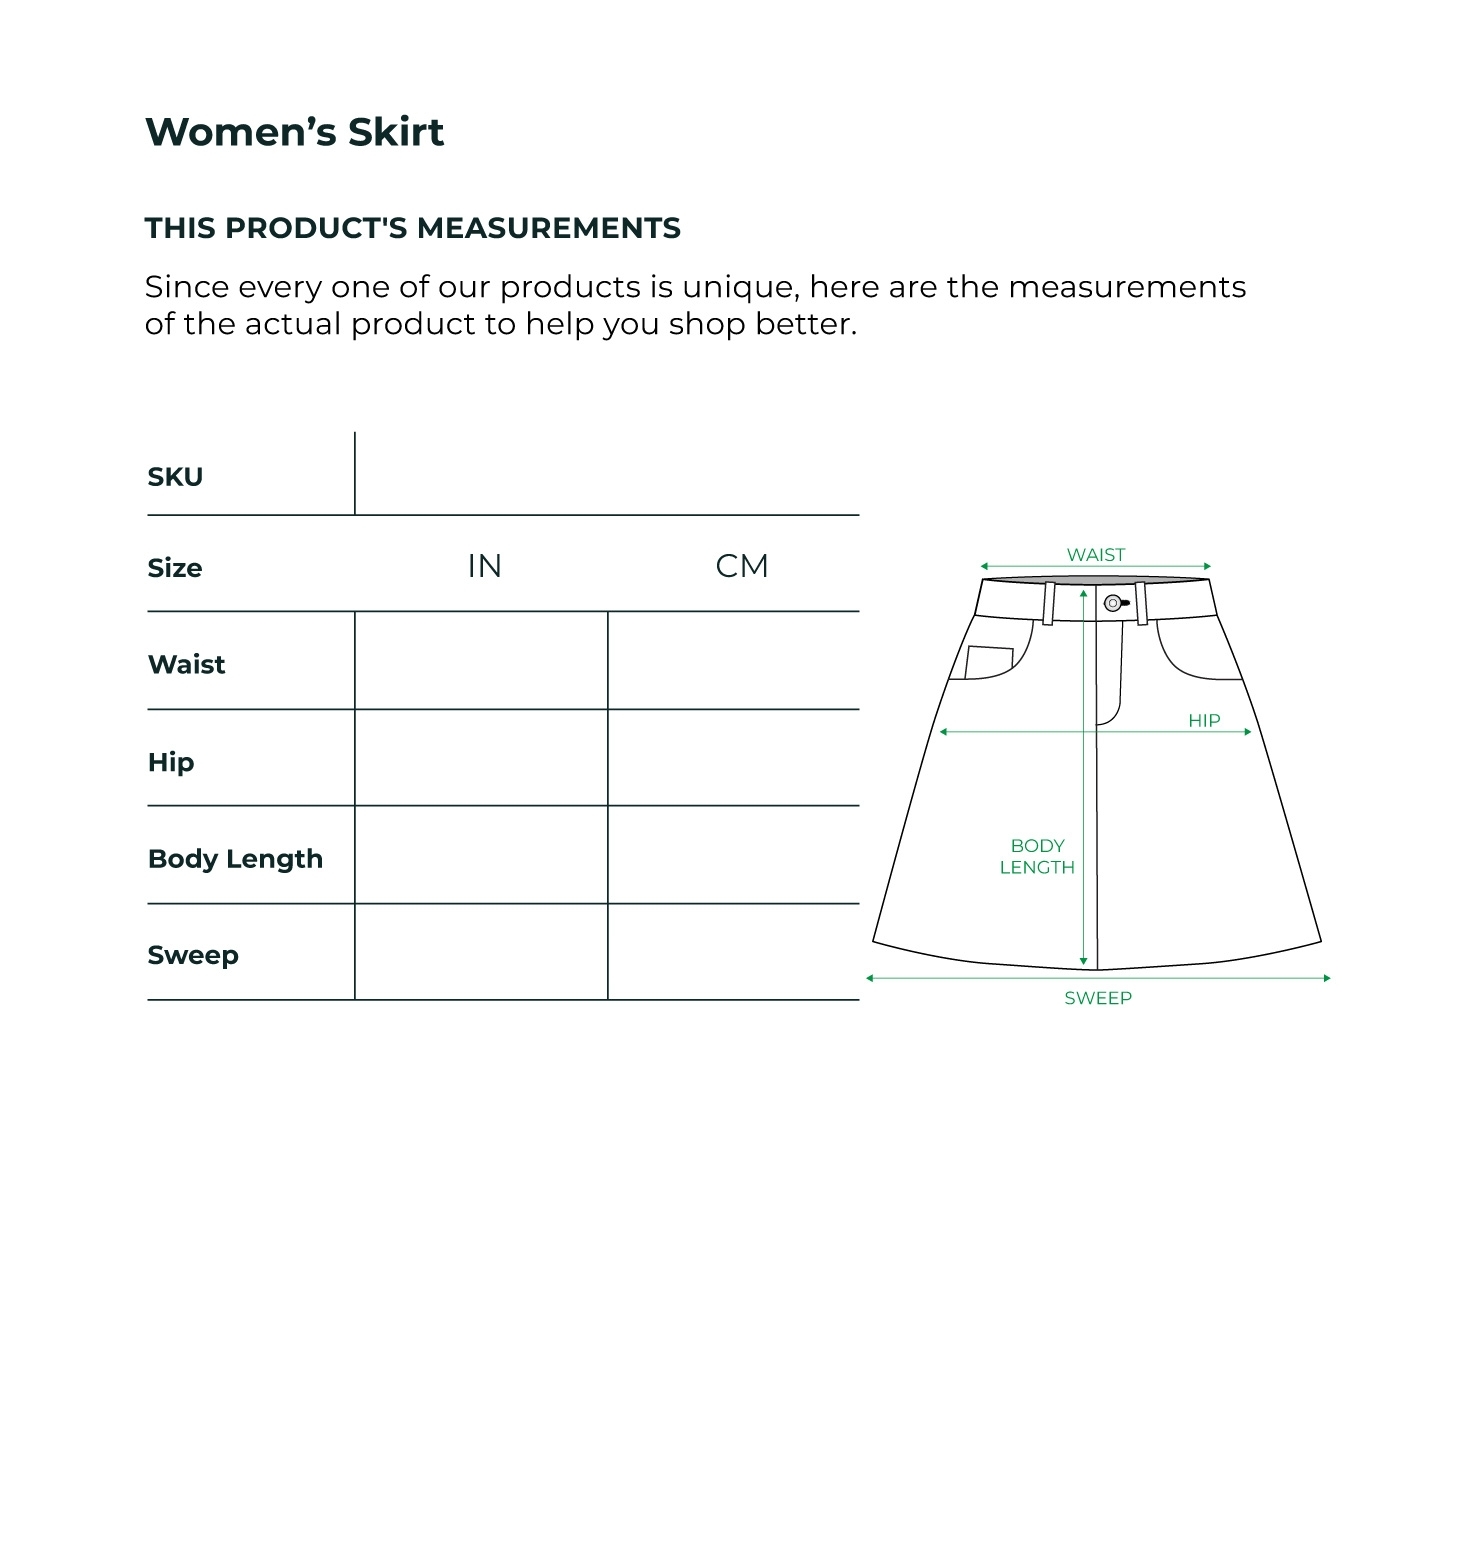 Women’s Skirt
THIS PRODUCT'S MEASUREMENTS
Since every one of our products is unique, here are the measurements
of the actual product to help you shop better.
SKU
Size IN CM
Waist
Hip
Body Length
Sweep
WAIST
HIP
BODY
LENGTH
SWEEP